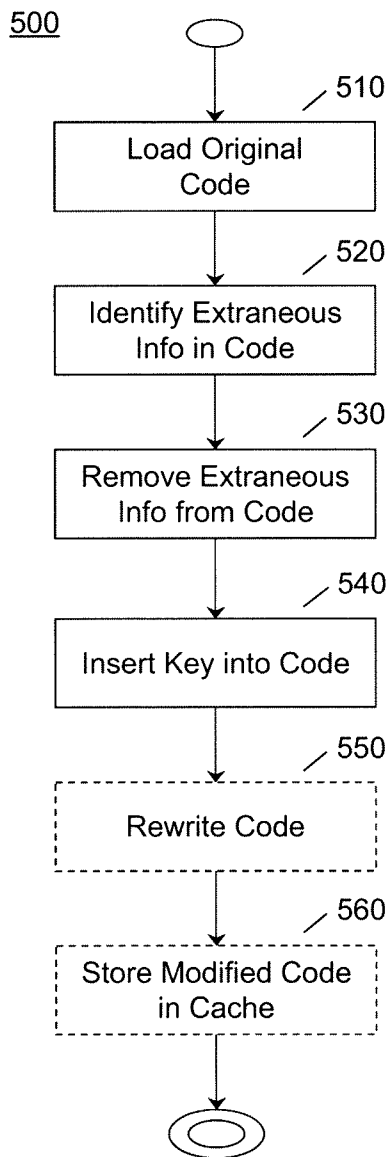 500
510
Load Original
Code
520
Identify Extraneous
Info in Code
530
Remove Extraneous
Info from Code
540
Insert Key into Code
550
Rewrite Code
560
Store Modified Code
in Cache